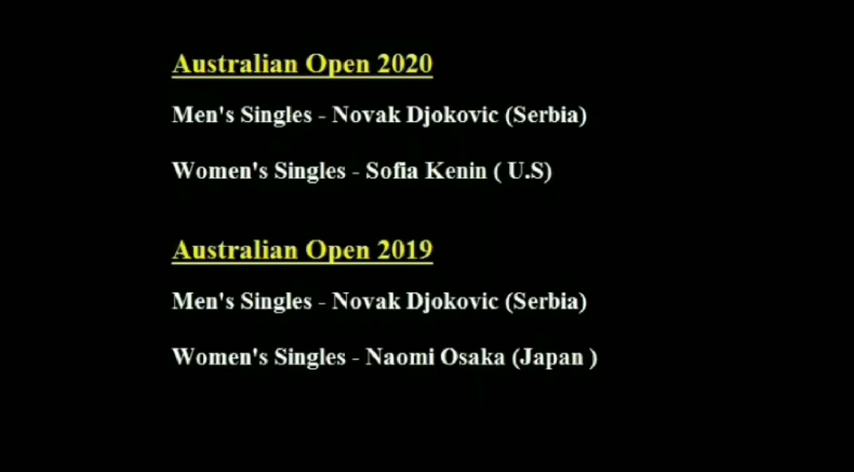 Australian Open 2020
Men's Singles - Novak Djokovic (Serbia)
Women's Singles - Sofia Kenin ( U.S)
Australian Open 2019
Men's Singles - Novak Djokovic (Serbia)
Women's Singles - Naomi Osaka (Japan )